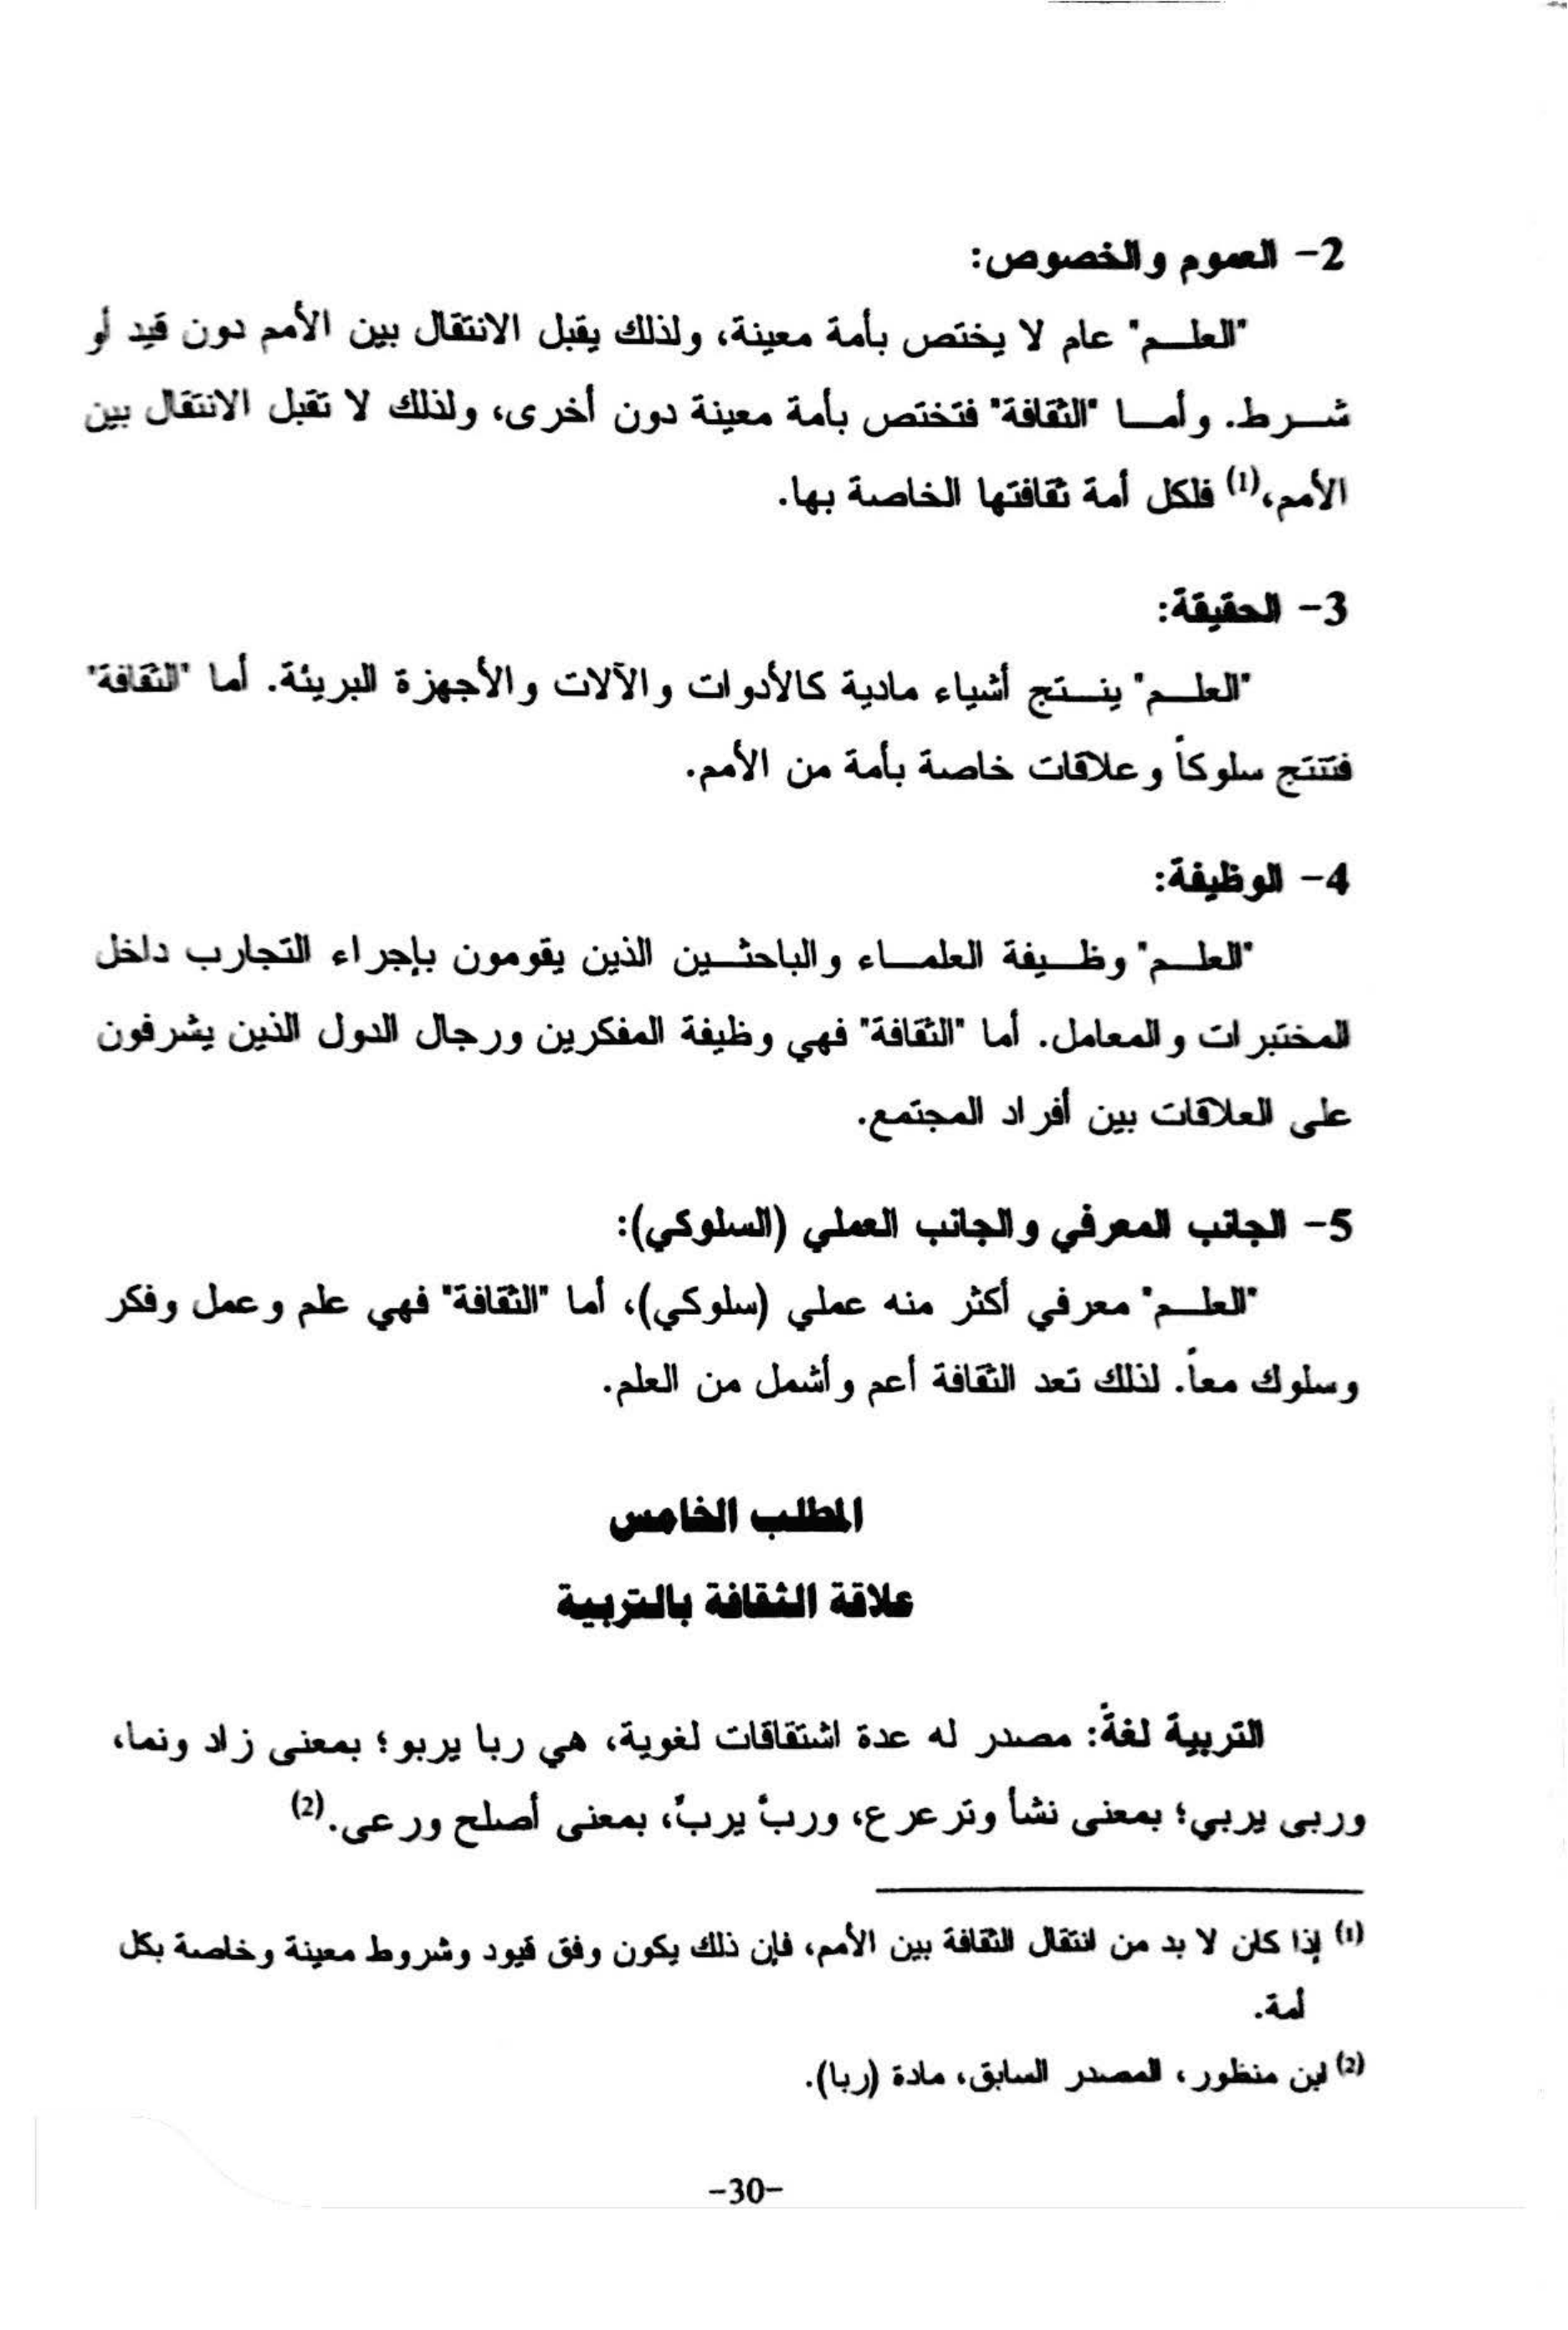 2- العموم والخصوص:
"العلــم" عام لا يختص بأمة معينة، ولذلك يقبل الانتقال بين الأمم دون قيد أو
شــرط. وأمــا "الثقافة" فتختص بأمة معينة دون أخرى، ولذلك لا تقبل الانتقال بين
الأمم،(1) فلكل أمة ثقافتها الخاصة بها.
3- الحقيقة:
"العلــم" ينــتج أشياء مادية كالأدوات والآلات والأجهزة البريئة. أما "الثقافة"
فتنتج سلوكاً وعلاقات خاصة بأمة من الأمم.
4- الوظيفة:
"العلــم" وظــيفة العلمــاء والباحثــين الذين يقومون بإجراء التجارب داخل
المختبرات والمعامل. أما "الثقافة" فهي وظيفة المفكرين ورجال الدول الذين يشرفون
على العلاقات بين أفراد المجتمع.
5- الجانب المعرفي والجانب العملي (السلوكي):
"العلــم" معرفي أكثر منه عملي (سلوكي)، أما "الثقافة" فهي علم وعمل وفكر
وسلوك معاً. لذلك تعد الثقافة أعم وأشمل من العلم.
المطلب الخامس
علاقة الثقافة بالتربية
التربية لغةً: مصدر له عدة اشتقاقات لغوية، هي ربا يربو؛ بمعنى زاد ونما،
وربى يربي؛ بمعنى نشأ وترعرع، وربّ يربّ، بمعنى أصلح ورعى.(2)
(1) إذا كان لا بد من انتقال الثقافة بين الأمم، فإن ذلك يكون وفق قيود وشروط معينة وخاصة بكل
أمة.
(2) ابن منظور، المصدر السابق، مادة (ربا).
-30-